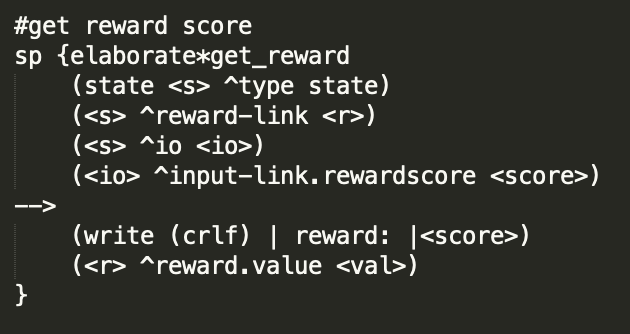 #get reward score
sp {elaborate*get_reward
    (state <s> ^type state)
    (<s> ^reward-link <r>)
    (<s> ^io <io>)
    (<io> ^input-link.rewardscore <score>)
-->
    (write (crlf) | reward: |<score>)
    (<r> ^reward.value <val>)
}